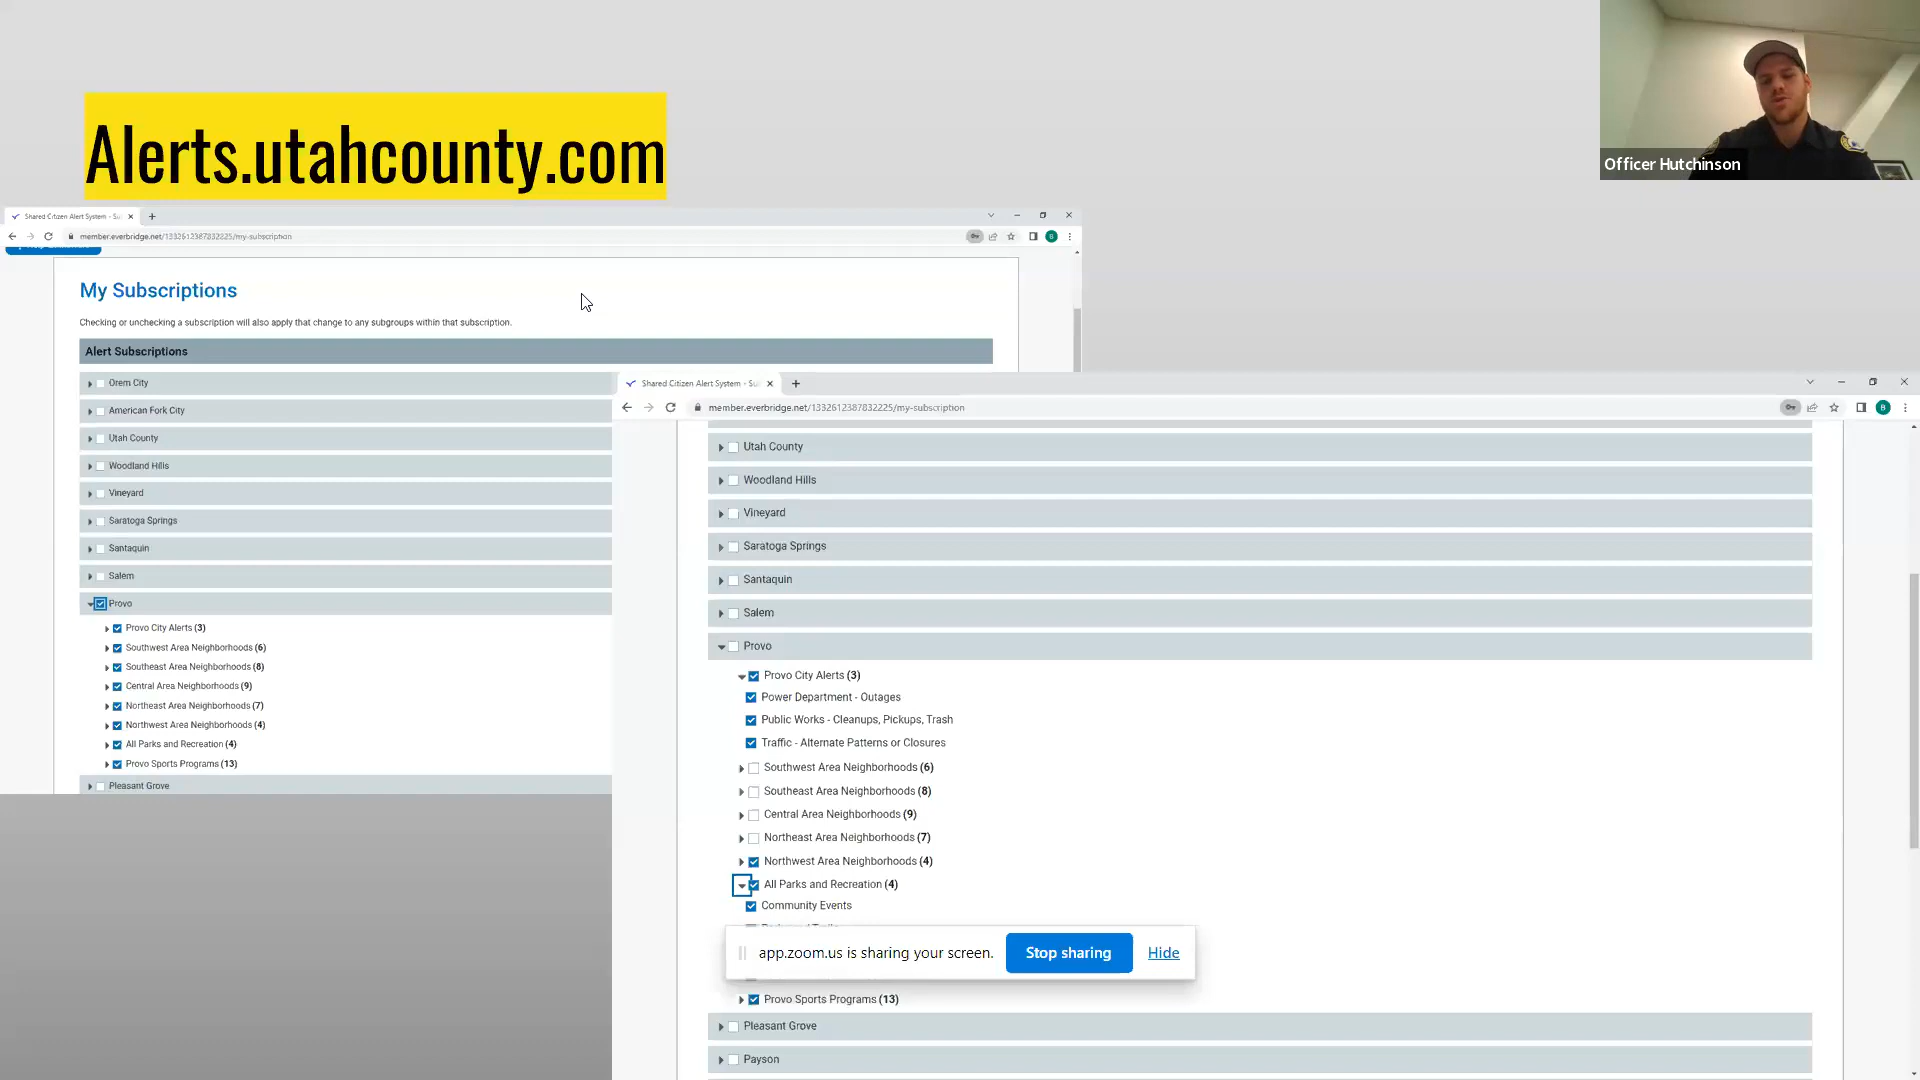 Alerts.utahcounty.com
Officer Hutchinson
Shared Citizen Alert System - Su
member.everbridge.net/1332612387832225/my-subscription
My Subscriptions
Checking or unchecking a subscription will also apply that change to any subgroups within that subscription.
Alert Subscriptions
Orem City
American Fork City
Utah County
Woodland Hills
Vineyard
Saratoga Springs
Santaquin
Salem
Provo
Provo City Alerts (3)
Southwest Area Neighborhoods (6)
Southeast Area Neighborhoods (8)
Central Area Neighborhoods (9)
Northeast Area Neighborhoods (7)
Northwest Area Neighborhoods (4)
All Parks and Recreation (4)
Provo Sports Programs (13)
Pleasant Grove
Shared Citizen Alert System - Su
member.everbridge.net/1332612387832225/my-subscription
B
Utah County
Woodland Hills
Vineyard
Saratoga Springs
Santaquin
Salem
Provo
Provo City Alerts (3)
Power Department - Outages
Public Works - Cleanups, Pickups, Trash
Traffic - Alternate Patterns or Closures
Southwest Area Neighborhoods (6)
Southeast Area Neighborhoods (8)
Central Area Neighborhoods (9)
Northeast Area Neighborhoods (7)
Northwest Area Neighborhoods (4)
All Parks and Recreation (4)
Community Events
app.zoom.us is sharing your screen. Stop sharing Hide
Provo Sports Programs (13)
Pleasant Grove
Payson